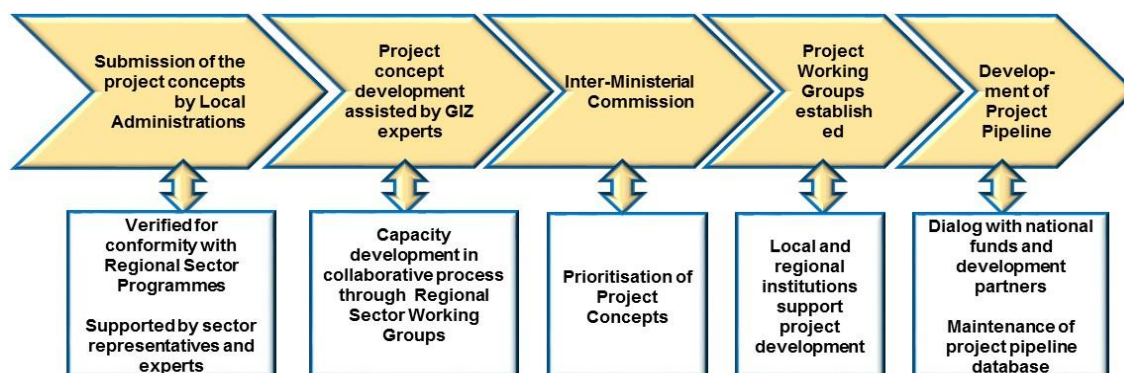 Submission of the
project concepts
by Local
Administrations
Project
concept
development
assisted by GIZ
experts
Inter-Ministerial
Commission
Project
Working
Groups
establish
ed
Develop-
ment of
Project
Pipeline
Verified for
conformity with
Regional Sector
Programmes
Supported by sector
representatives and
experts
Capacity
development in
collaborative process
through Regional
Sector Working
Groups
Prioritisation of
Project
Concepts
Local and
regional
institutions
support
project
development
Dialog with national
funds and
development
partners
Maintenance of
project pipeline
database